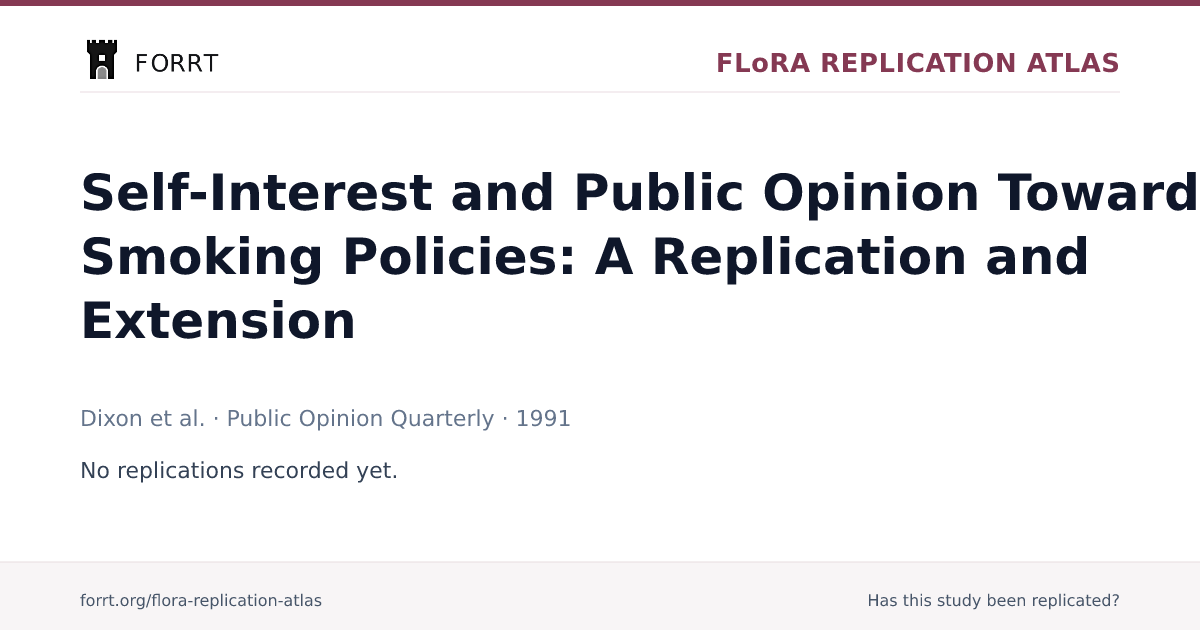 FORRT
FLoRA REPLICATION ATLAS
Self-Interest and Public Opinion Toward
Smoking Policies: A Replication and
Extension
Dixon et al. · Public Opinion Quarterly · 1991
No replications recorded yet.
forrt.org/flora-replication-atlas
Has this study been replicated?